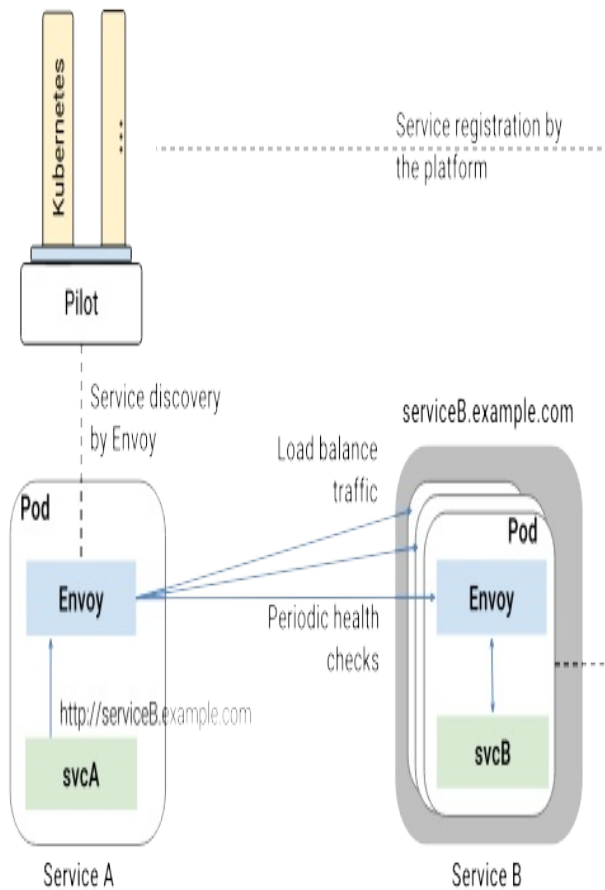 Kubernetes
...
Service registration by
the platform
Pilot
Service discovery
by Envoy
serviceB.example.com
Load balance
traffic
Pod
Pod
Envoy
Envoy
Periodic health
checks
http://serviceB.example.com
svcA
svcB
Service A
Service B